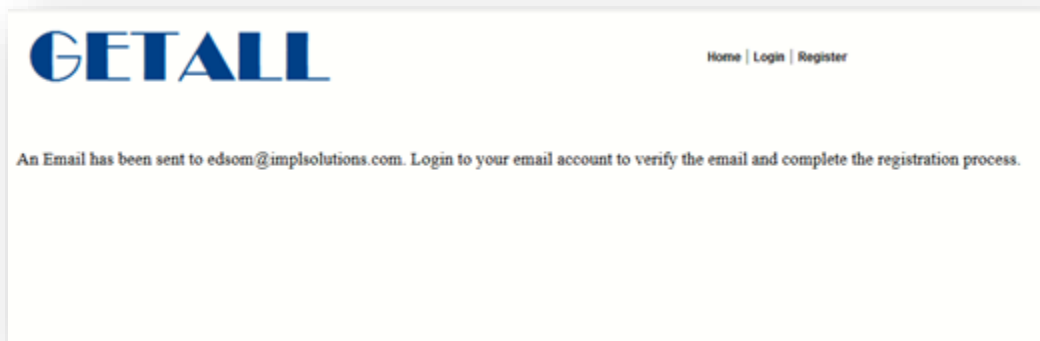 GETALL
Home | Login | Register
An Email has been sent to edsom@implsolutions.com. Login to your email account to verify the email and complete the registration process.